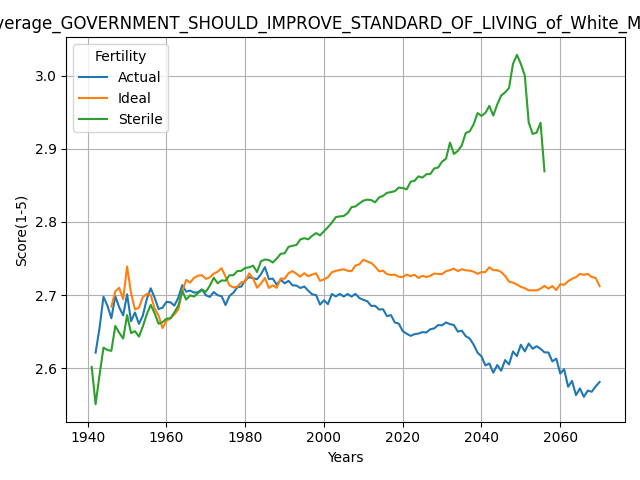 verage_GOVERNMENT_SHOULD_IMPROVE_STANDARD_OF_LIVING_of_White_M
Fertility
Actual
Ideal
Sterile
Score(1-5)
3.0
2.9
2.8
2.7
2.6
1940 1960 1980 2000 2020 2040 2060
Years